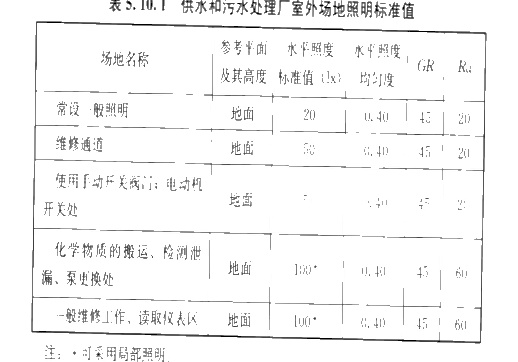 表 5.10.1 供水和污水处理厂室外场地照明标准值
场地名称 参考平面及其高度 水平照度标准值 (lx) 水平照度均匀度 GR Ra
常设一般照明 地面 20 0.40 45 20
维修通道 地面 50 0.40 45 20
使用手动开关阀门；电动机
开关处 地面 .40 45
化学物质的搬运、检测泄
漏、泵更换处 地面 100* 0.40 45 60
一般维修工作、读取仪表区 地面 100* 0.40 45 60
注：*可采用局部照明。